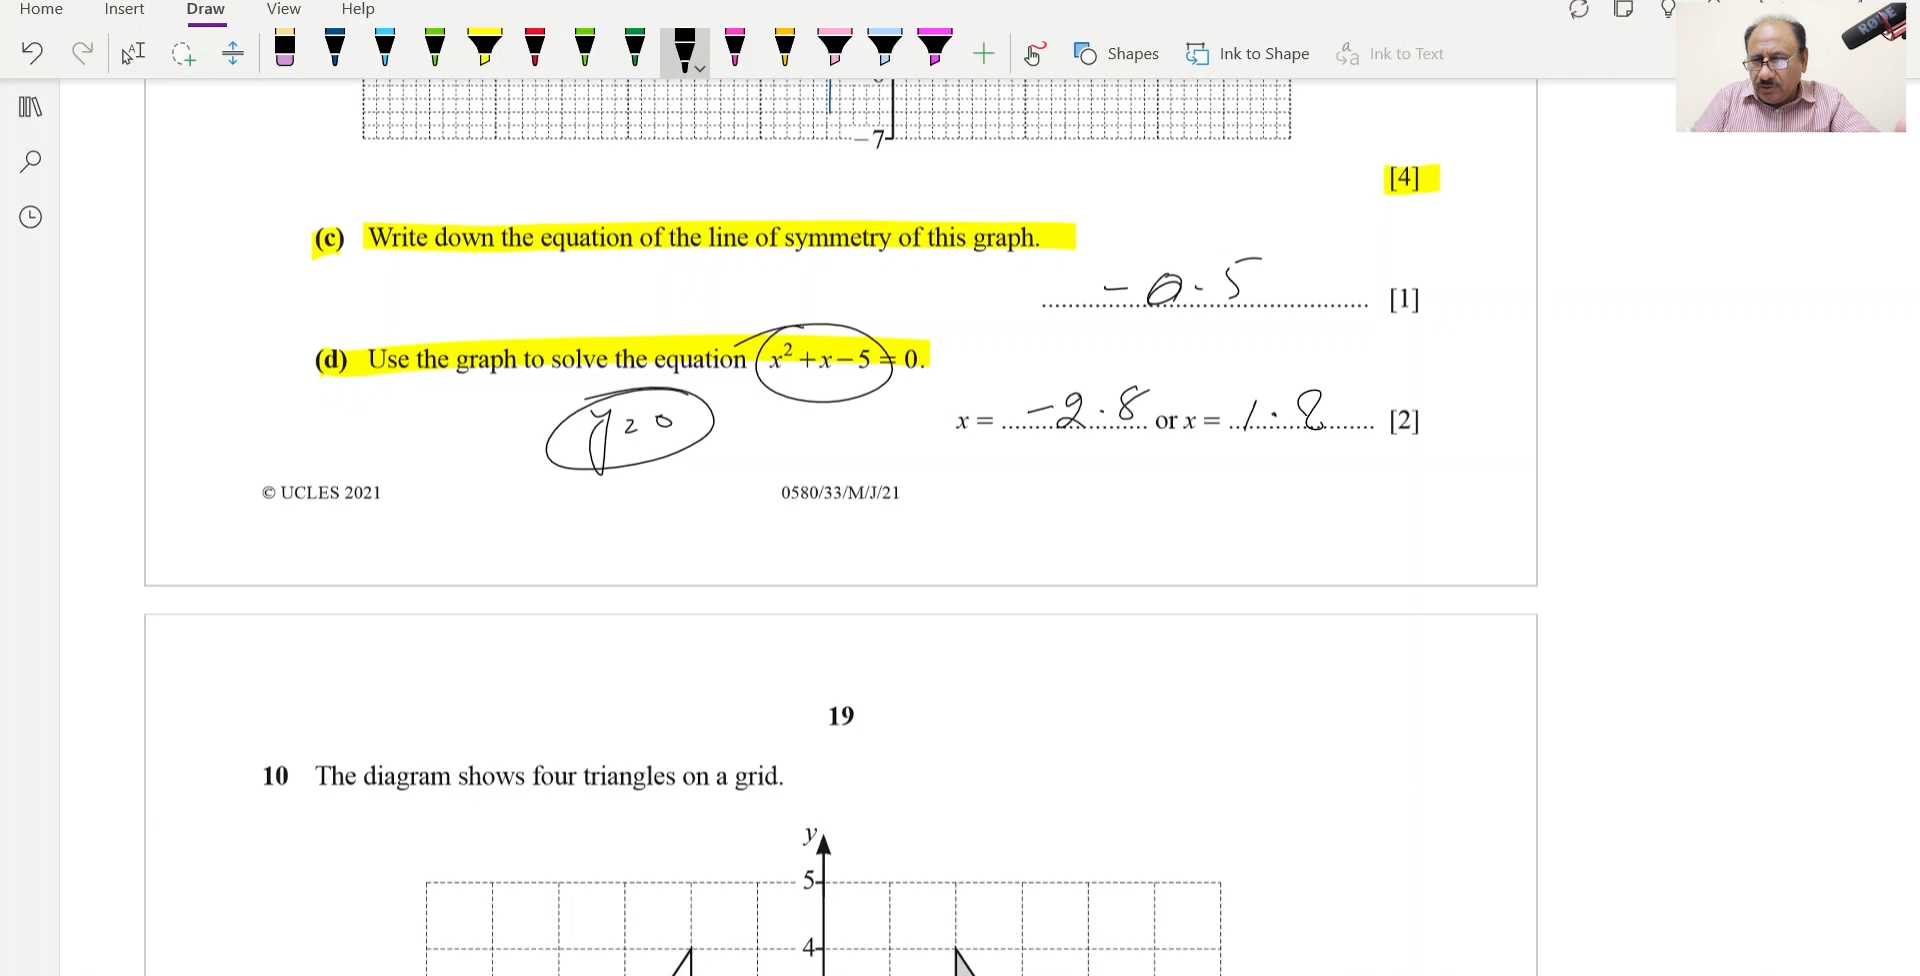 Home Insert Draw View Help
Shapes Ink to Shape Ink to Text
RØDE
−7
[4]
(c) Write down the equation of the line of symmetry of this graph.
−0.5 [1]
(d) Use the graph to solve the equation x² + x − 5 = 0.
y=0
x = −2.8 or x = 1.8 [2]
© UCLES 2021 0580/33/M/J/21
19
10 The diagram shows four triangles on a grid.
y
5
4